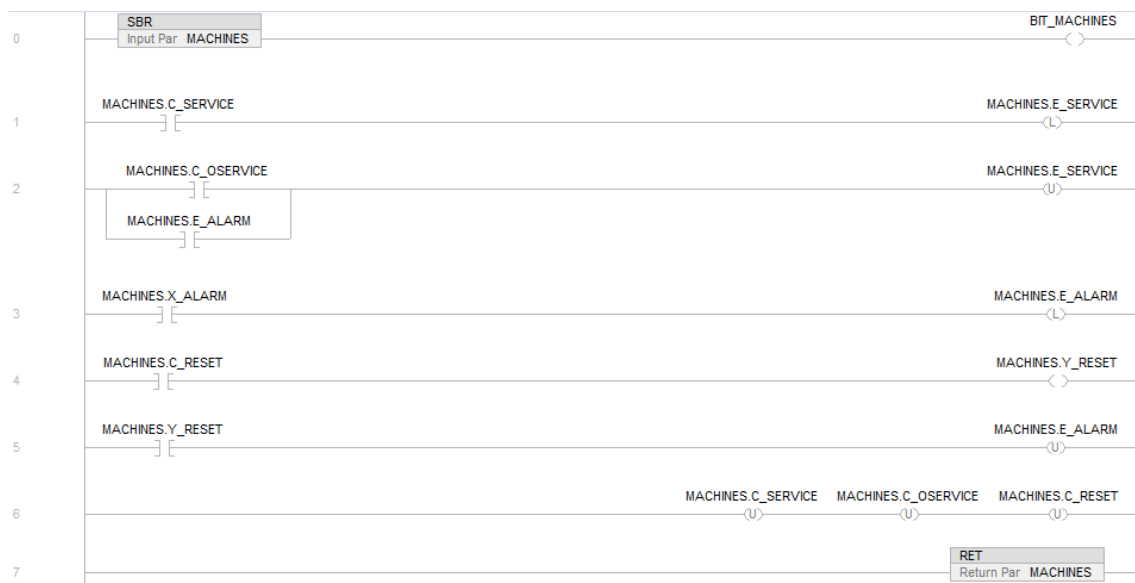 SBR
BIT_MACHINES
0
Input Par MACHINES
MACHINES.C_SERVICE
MACHINES.E_SERVICE
1
L
MACHINES.C_OSERVICE
MACHINES.E_SERVICE
2
U
MACHINES.E_ALARM
MACHINES.X_ALARM
MACHINES.E_ALARM
3
L
MACHINES.C_RESET
MACHINES.Y_RESET
4
MACHINES.Y_RESET
MACHINES.E_ALARM
5
U
MACHINES.C_SERVICE MACHINES.C_OSERVICE MACHINES.C_RESET
6
U U U
RET
7
Return Par MACHINES